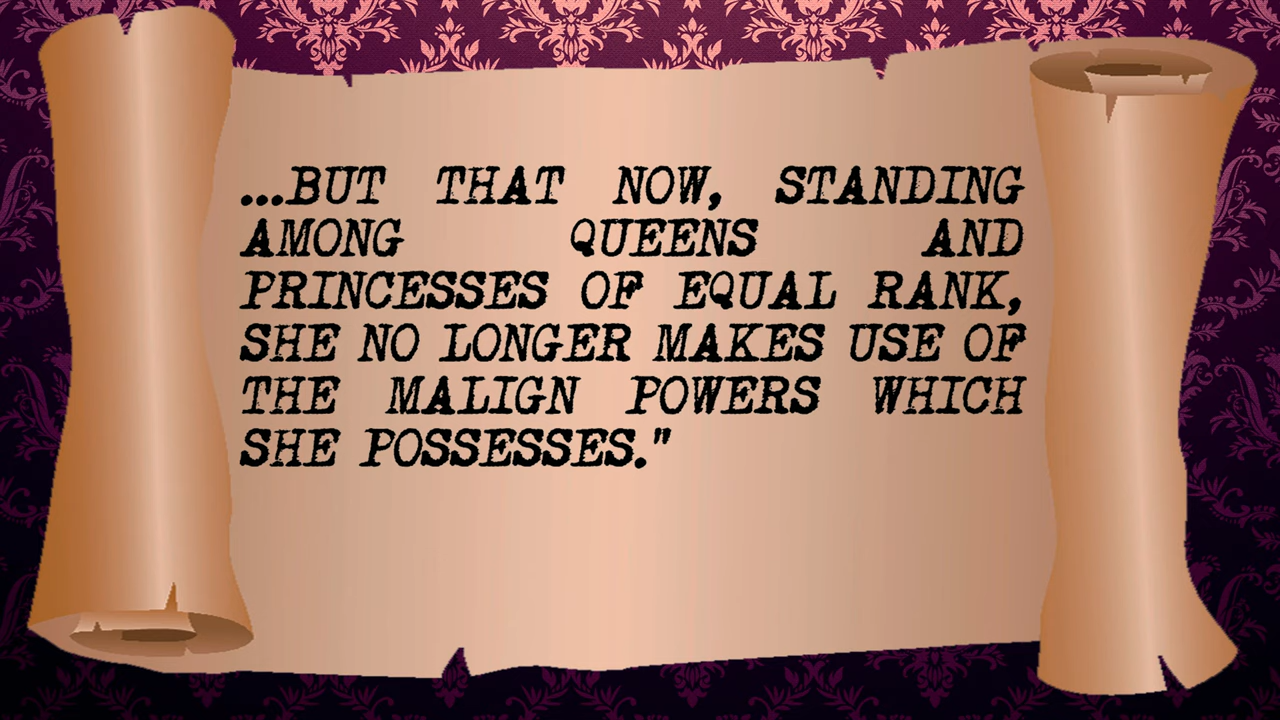 ...BUT THAT NOW, STANDING
AMONG QUEENS AND
PRINCESSES OF EQUAL RANK,
SHE NO LONGER MAKES USE OF
THE MALIGN POWERS WHICH
SHE POSSESSES."